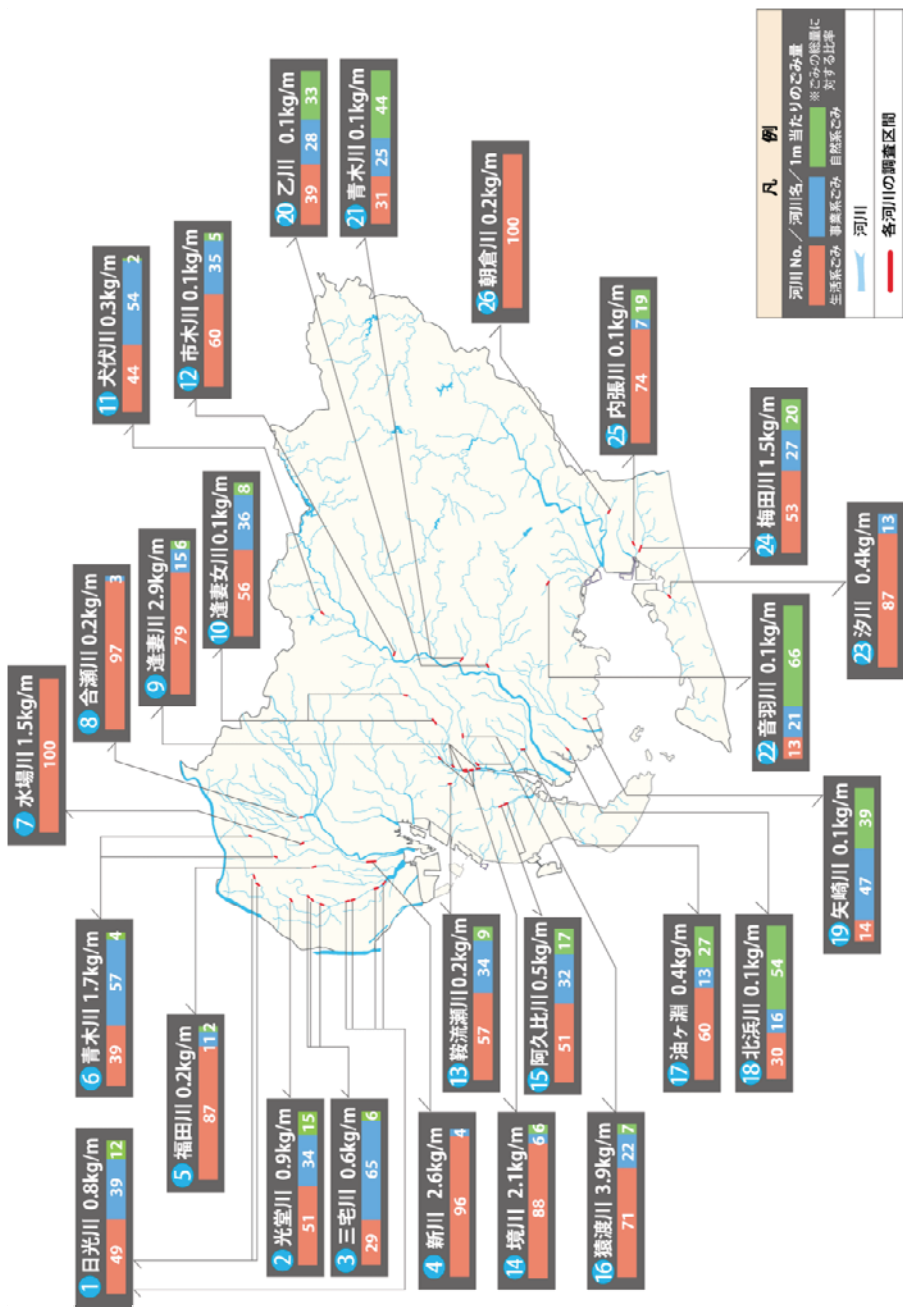 1 日光川 0.8kg/m
49 39 12
2 光堂川 0.9kg/m
51 34 15
3 三宅川 0.6kg/m
29 65 6
4 新川 2.6kg/m
96 4
5 福田川 0.2kg/m
87 11 2
6 青木川 1.7kg/m
39 57 4
7 水場川 1.5kg/m
100
8 合瀬川 0.2kg/m
97 3
9 逢妻川 2.9kg/m
79 15 6
10 逢妻女川 0.1kg/m
56 36 8
11 犬伏川 0.3kg/m
44 54 2
12 市木川 0.1kg/m
60 35 5
13 鞍流瀬川 0.2kg/m
57 34 9
14 境川 2.1kg/m
88 6 6
15 阿久比川 0.5kg/m
51 32 17
16 猿渡川 3.9kg/m
71 22 7
17 油ヶ淵 0.4kg/m
60 13 27
18 北浜川 0.1kg/m
30 16 54
19 矢崎川 0.1kg/m
14 47 39
20 乙川 0.1kg/m
39 28 33
21 青木川 0.1kg/m
31 25 44
22 音羽川 0.1kg/m
13 21 66
23 汐川 0.4kg/m
87 13
24 梅田川 1.5kg/m
53 27 20
25 内張川 0.1kg/m
74 7 19
26 朝倉川 0.2kg/m
100
凡 例
河川 No. ／ 河川名／ 1m 当たりのごみ量
生活系ごみ 事業系ごみ 自然系ごみ
※ごみの総量に
対する比率
河川
各河川の調査区間